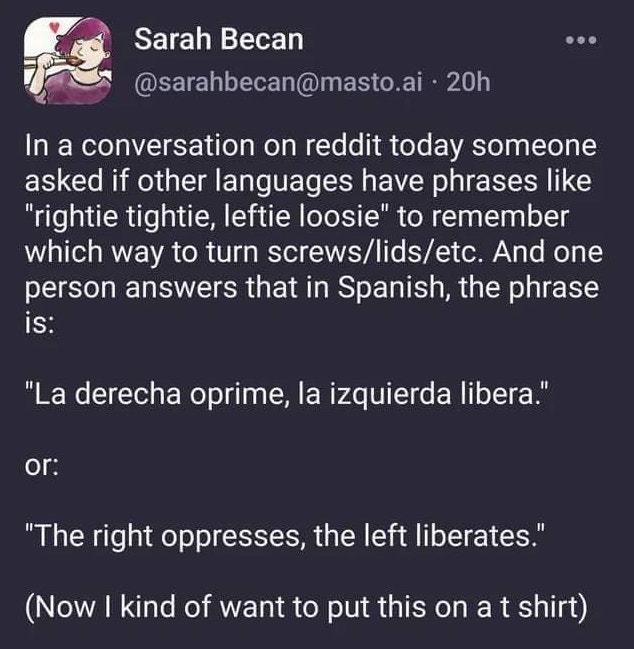 Sarah Becan
@sarahbecan@masto.ai · 20h
In a conversation on reddit today someone
asked if other languages have phrases like
"rightie tightie, leftie loosie" to remember
which way to turn screws/lids/etc. And one
person answers that in Spanish, the phrase
is:
"La derecha oprime, la izquierda libera."
or:
"The right oppresses, the left liberates."
(Now I kind of want to put this on a t shirt)